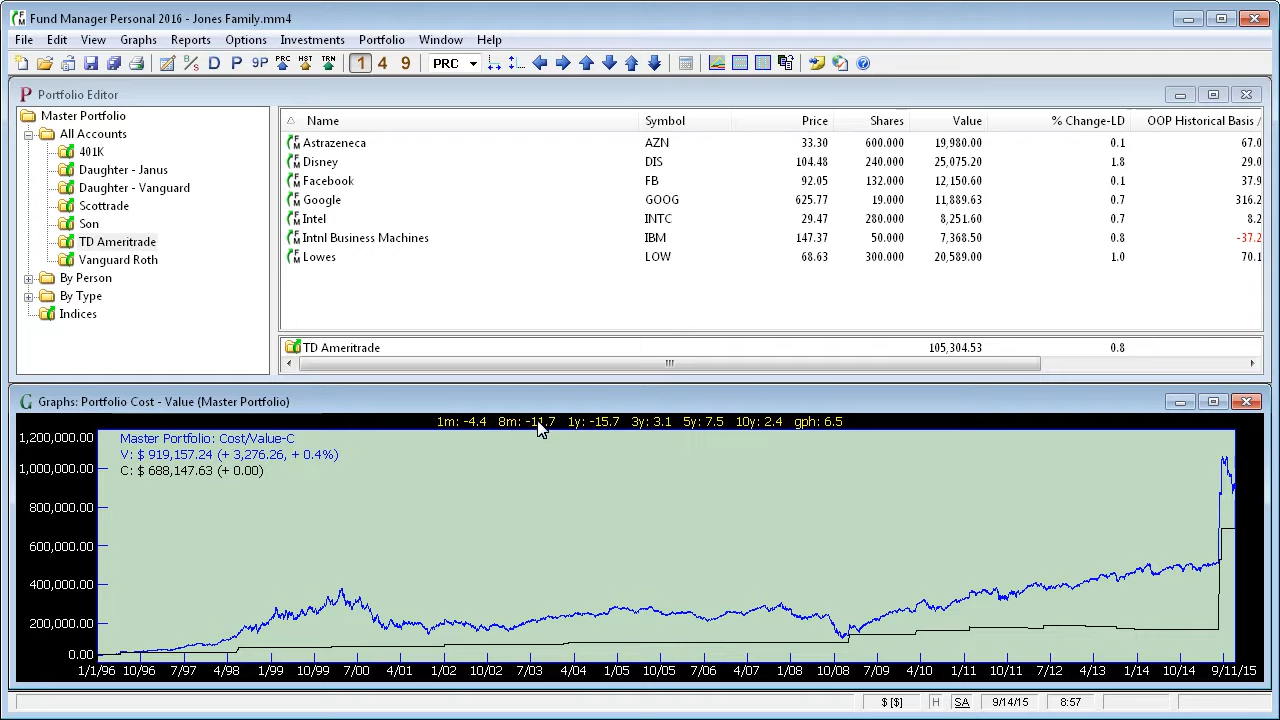 Fund Manager Personal 2016 - Jones Family.mm4
File Edit View Graphs Reports Options Investments Portfolio Window Help
D P 9P PRC HST TRN 1 4 9 PRC
Portfolio Editor
Master Portfolio
All Accounts
401K
Daughter - Janus
Daughter - Vanguard
Scottrade
Son
TD Ameritrade
Vanguard Roth
By Person
By Type
Indices
Name Symbol Price Shares Value % Change-LD OOP Historical Basis /
Astrazeneca AZN 33.30 600.000 19,980.00 0.1 67.0
Disney DIS 104.48 240.000 25,075.20 1.8 29.0
Facebook FB 92.05 132.000 12,150.60 0.1 37.9
Google GOOG 625.77 19.000 11,889.63 0.7 316.2
Intel INTC 29.47 280.000 8,251.60 0.7 8.2
Intnl Business Machines IBM 147.37 50.000 7,368.50 0.8 -37.2
Lowes LOW 68.63 300.000 20,589.00 1.0 70.1
TD Ameritrade 105,304.53 0.8
Graphs: Portfolio Cost - Value (Master Portfolio)
1m: -4.4 8m: -11.7 1y: -15.7 3y: 3.1 5y: 7.5 10y: 2.4 gph: 6.5
Master Portfolio: Cost/Value-C
V: $ 919,157.24 (+ 3,276.26, + 0.4%)
C: $ 688,147.63 (+ 0.00)
1,200,000.00
1,000,000.00
800,000.00
600,000.00
400,000.00
200,000.00
0.00
1/1/96 10/96 7/97 4/98 1/99 10/99 7/00 4/01 1/02 10/02 7/03 4/04 1/05 10/05 7/06 4/07 1/08 10/08 7/09 4/10 1/11 10/11 7/12 4/13 1/14 10/14 9/11/15
$ [$] H SA 9/14/15 8:57